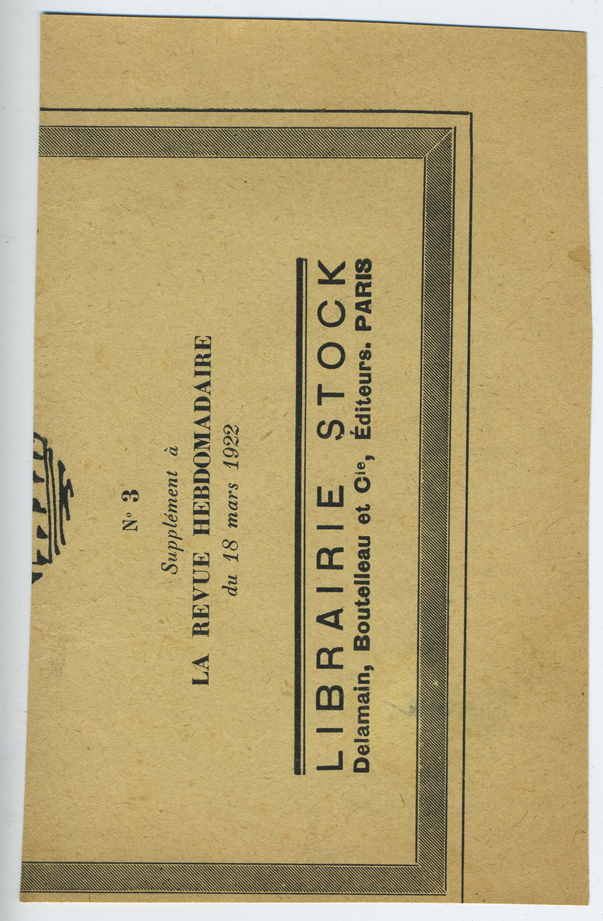 N° 3
Supplément à
LA REVUE HEBDOMADAIRE
du 18 mars 1922
LIBRAIRIE STOCK
Delamain, Boutelleau et Cie, Éditeurs. PARIS